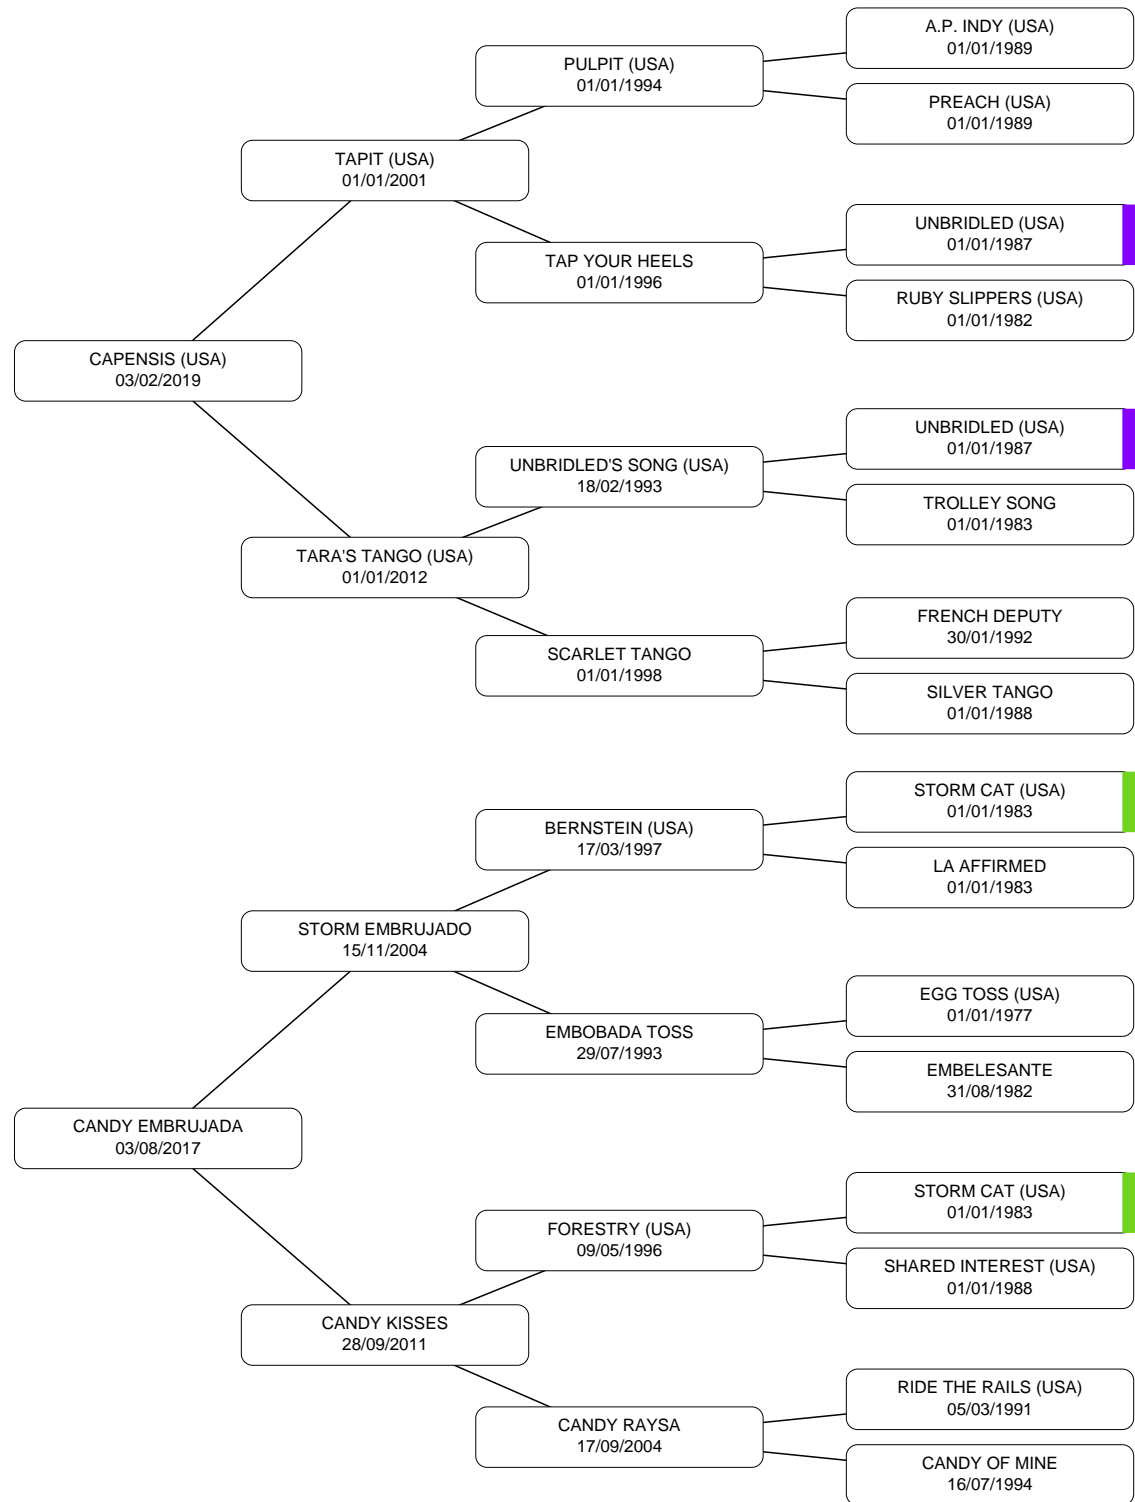 A.P. INDY (USA)
01/01/1989
PULPIT (USA)
01/01/1994
PREACH (USA)
01/01/1989
TAPIT (USA)
01/01/2001
UNBRIDLED (USA)
01/01/1987
TAP YOUR HEELS
01/01/1996
RUBY SLIPPERS (USA)
01/01/1982
CAPENSIS (USA)
03/02/2019
UNBRIDLED (USA)
01/01/1987
UNBRIDLED'S SONG (USA)
18/02/1993
TROLLEY SONG
01/01/1983
TARA'S TANGO (USA)
01/01/2012
FRENCH DEPUTY
30/01/1992
SCARLET TANGO
01/01/1998
SILVER TANGO
01/01/1988
STORM CAT (USA)
01/01/1983
BERNSTEIN (USA)
17/03/1997
LA AFFIRMED
01/01/1983
STORM EMBRUJADO
15/11/2004
EGG TOSS (USA)
01/01/1977
EMBOBADA TOSS
29/07/1993
EMBELESANTE
31/08/1982
CANDY EMBRUJADA
03/08/2017
STORM CAT (USA)
01/01/1983
FORESTRY (USA)
09/05/1996
SHARED INTEREST (USA)
01/01/1988
CANDY KISSES
28/09/2011
RIDE THE RAILS (USA)
05/03/1991
CANDY RAYSA
17/09/2004
CANDY OF MINE
16/07/1994